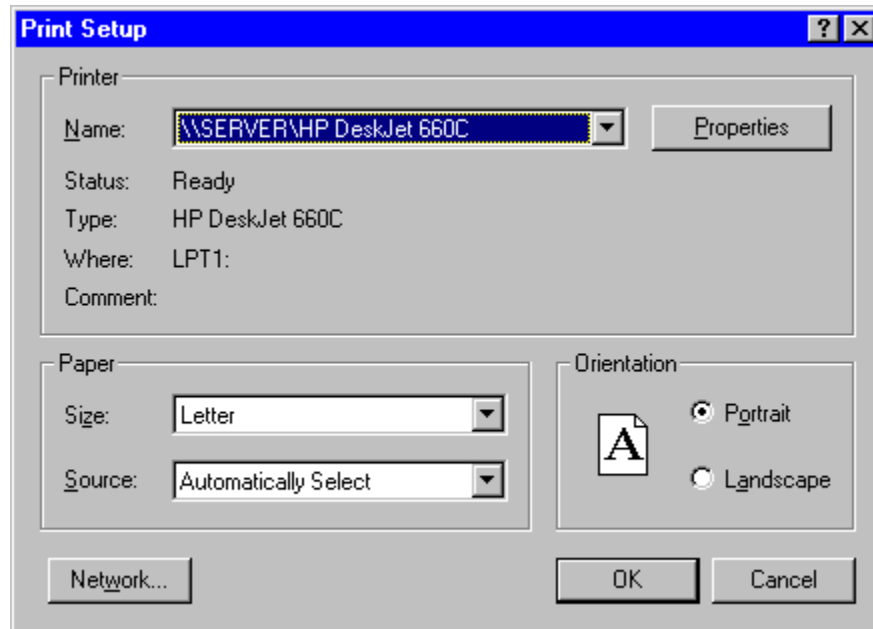 Print Setup
Printer
Name: \\SERVER\HP DeskJet 660C Properties
Status: Ready
Type: HP DeskJet 660C
Where: LPT1:
Comment:
Paper
Size: Letter
Source: Automatically Select
Orientation
A
Portrait
Landscape
Network... OK Cancel